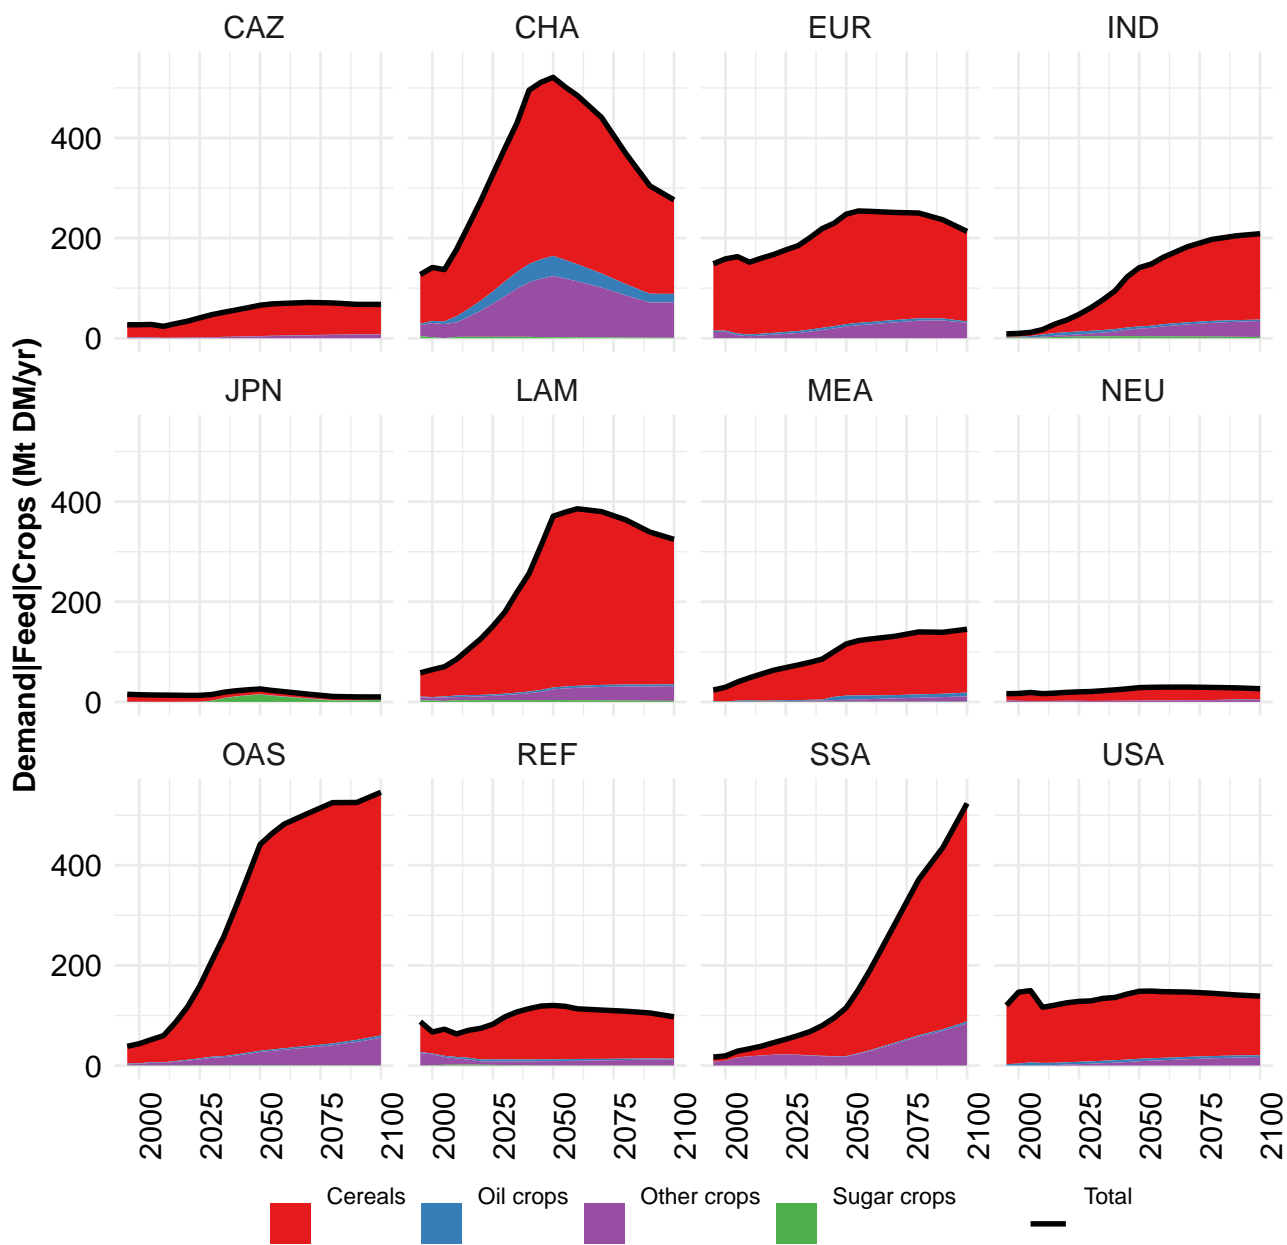 CAZ CHA EUR IND
400
200
0
JPN LAM MEA NEU
400
200
0
OAS REF SSA USA
400
200
0
Demand|Feed|Crops (Mt DM/yr)
2000 2025 2050 2075 2100 2000 2025 2050 2075 2100 2000 2025 2050 2075 2100 2000 2025 2050 2075 2100
Cereals Oil crops Other crops Sugar crops Total